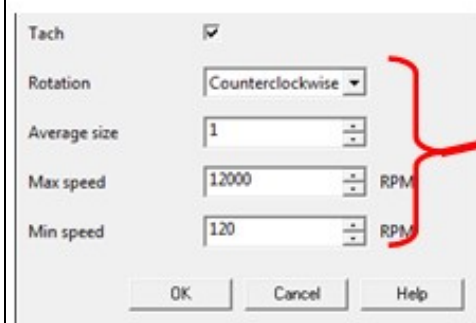 Tach
Rotation Counterclockwise
Average size 1
Max speed 12000 RPM
Min speed 120 RPM
OK Cancel Help